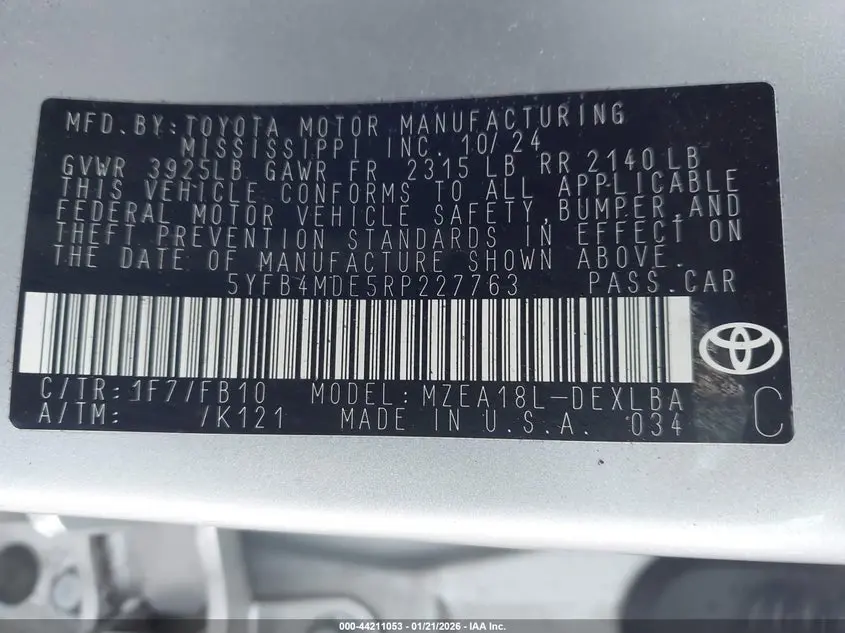 MFD.BY:TOYOTA MOTOR MANUFACTURING
MISSISSIPPI INC. 10/24
GVWR 3925LB GAWR FR 2315 LB RR 2140 LB
THIS VEHICLE CONFORMS TO ALL APPLICABLE
FEDERAL MOTOR VEHICLE SAFETY,BUMPER,AND
THEFT PREVENTION STANDARDS IN EFFECT ON
THE DATE OF MANUFACTURE SHOWN ABOVE.
5YFB4MDE5RP227763 PASS.CAR
C/TR:1F7/FB10 MODEL:MZEA18L-DEXLBA
A/TM: /K121 MADE IN U.S.A. 034
C
000-44211053 — 01/21/2026 — IAA Inc.